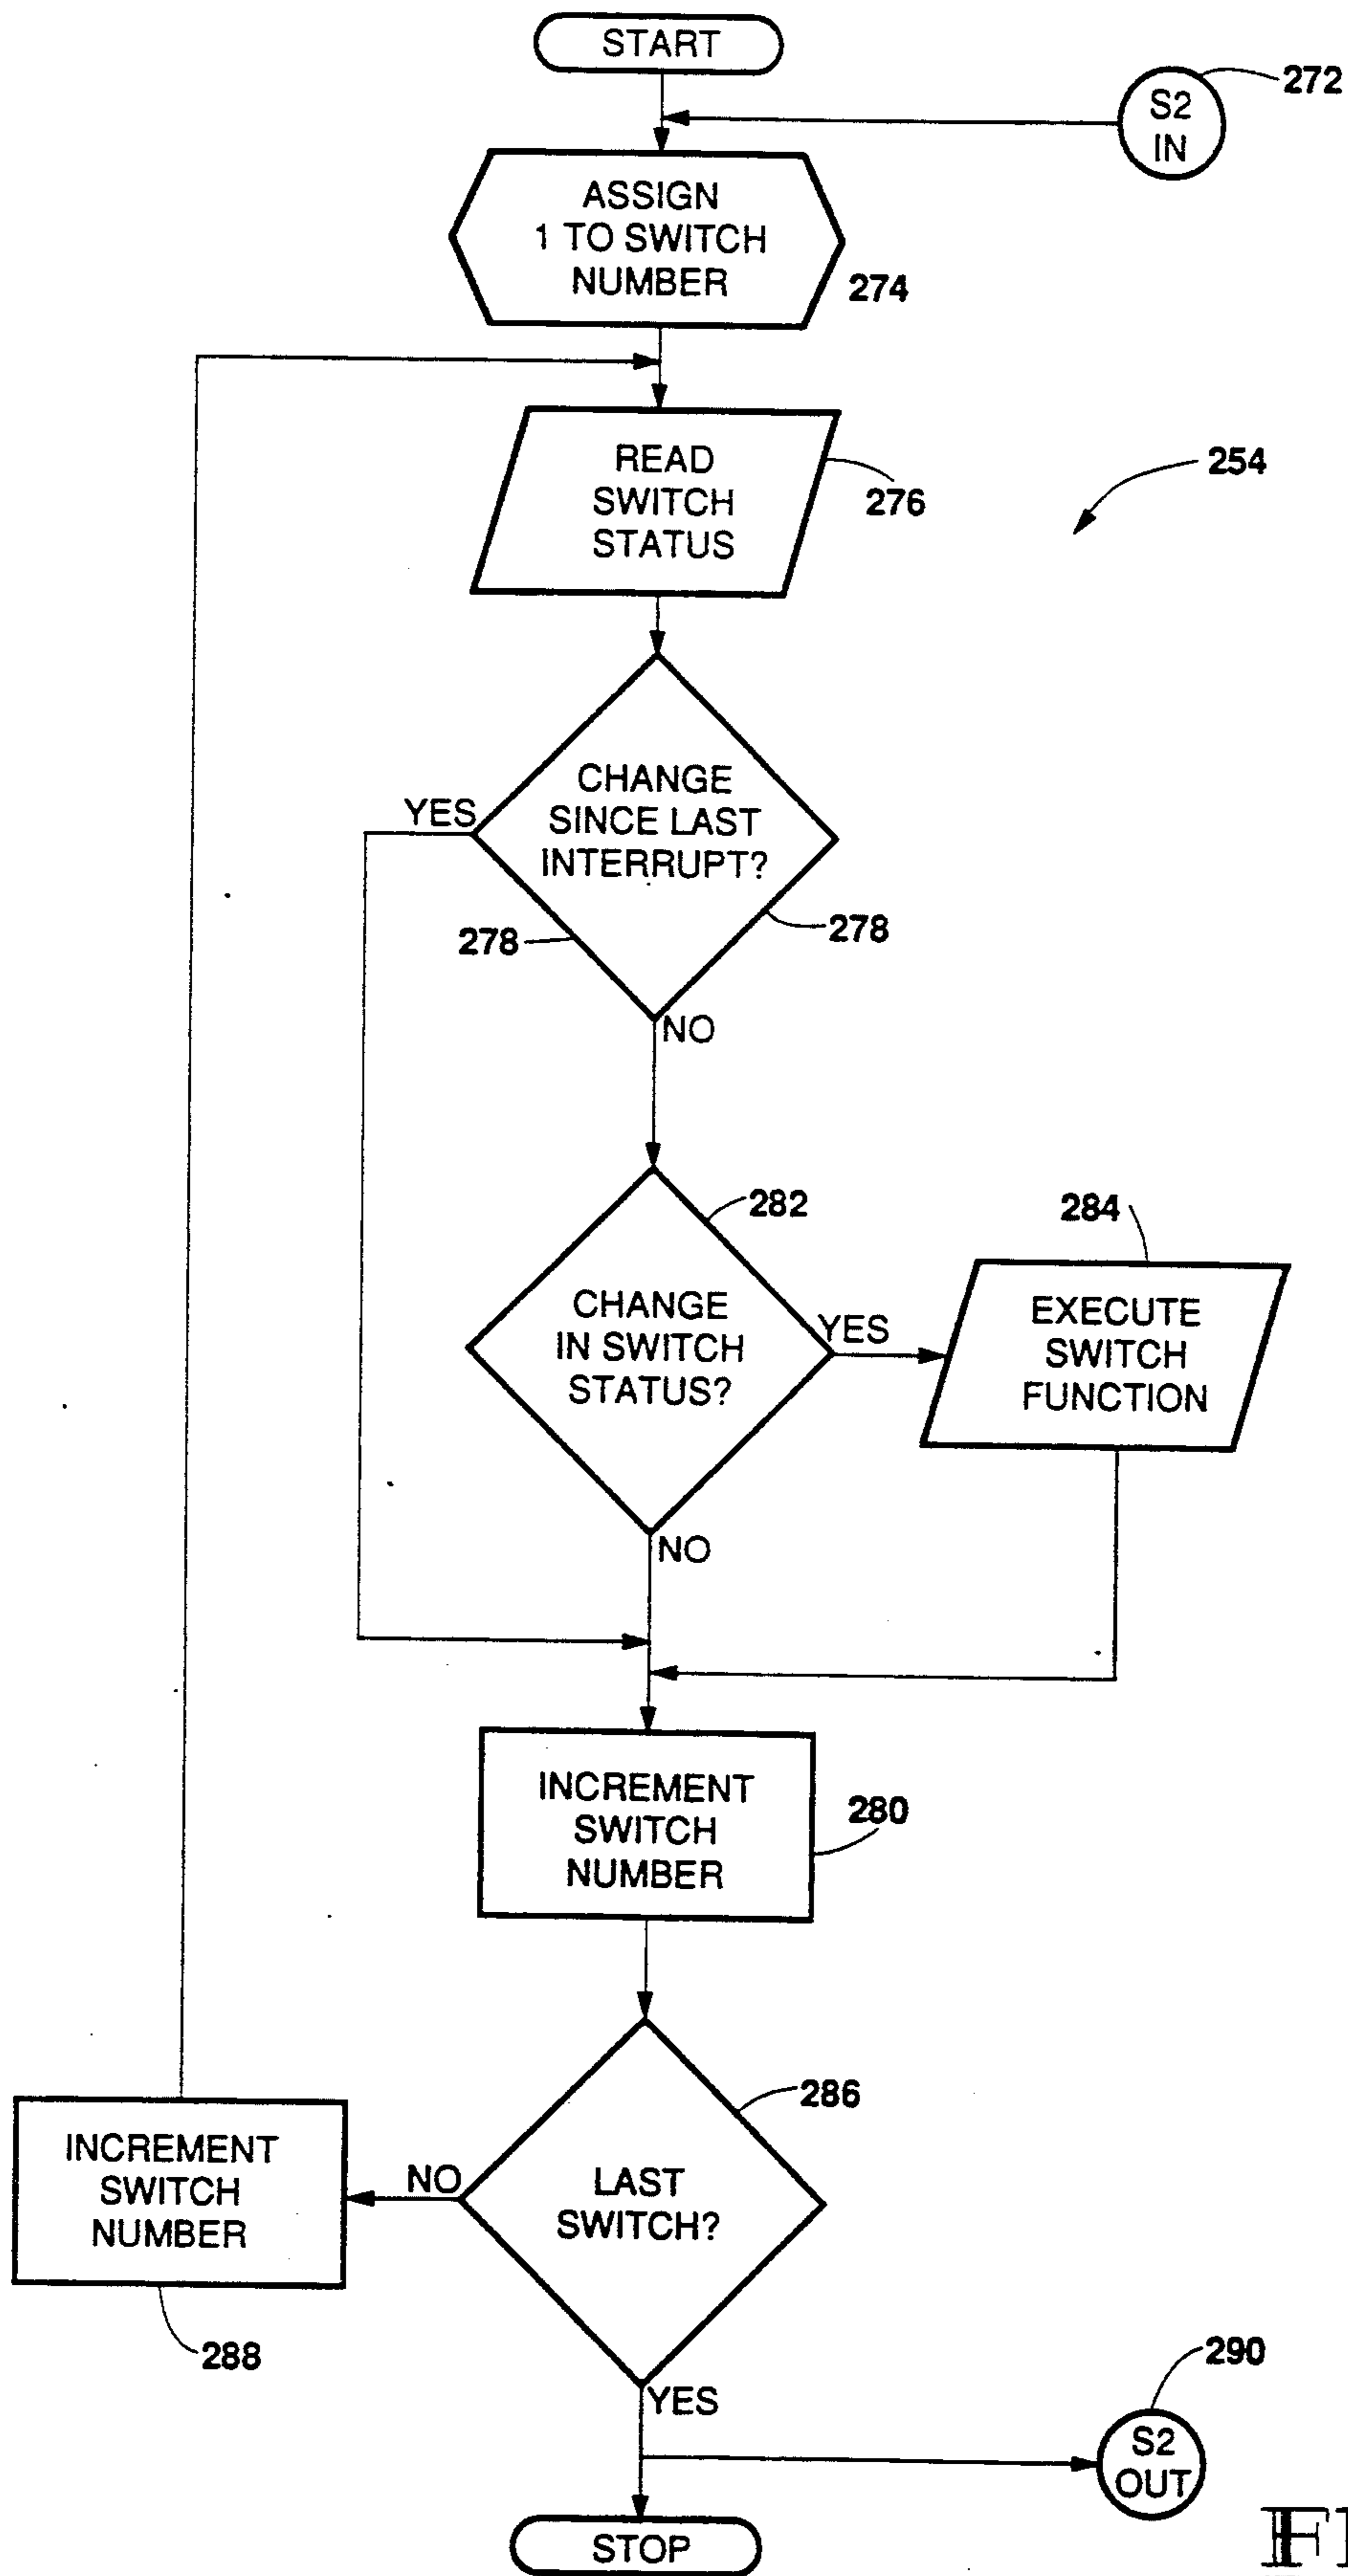 START
272
S2
IN
ASSIGN
1 TO SWITCH
NUMBER
274
READ
SWITCH
STATUS
276
254
CHANGE
SINCE LAST
INTERRUPT?
YES
278
278
NO
282
284
CHANGE
IN SWITCH
STATUS?
YES
EXECUTE
SWITCH
FUNCTION
NO
INCREMENT
SWITCH
NUMBER
280
286
LAST
SWITCH?
NO
INCREMENT
SWITCH
NUMBER
288
YES
290
S2
OUT
STOP